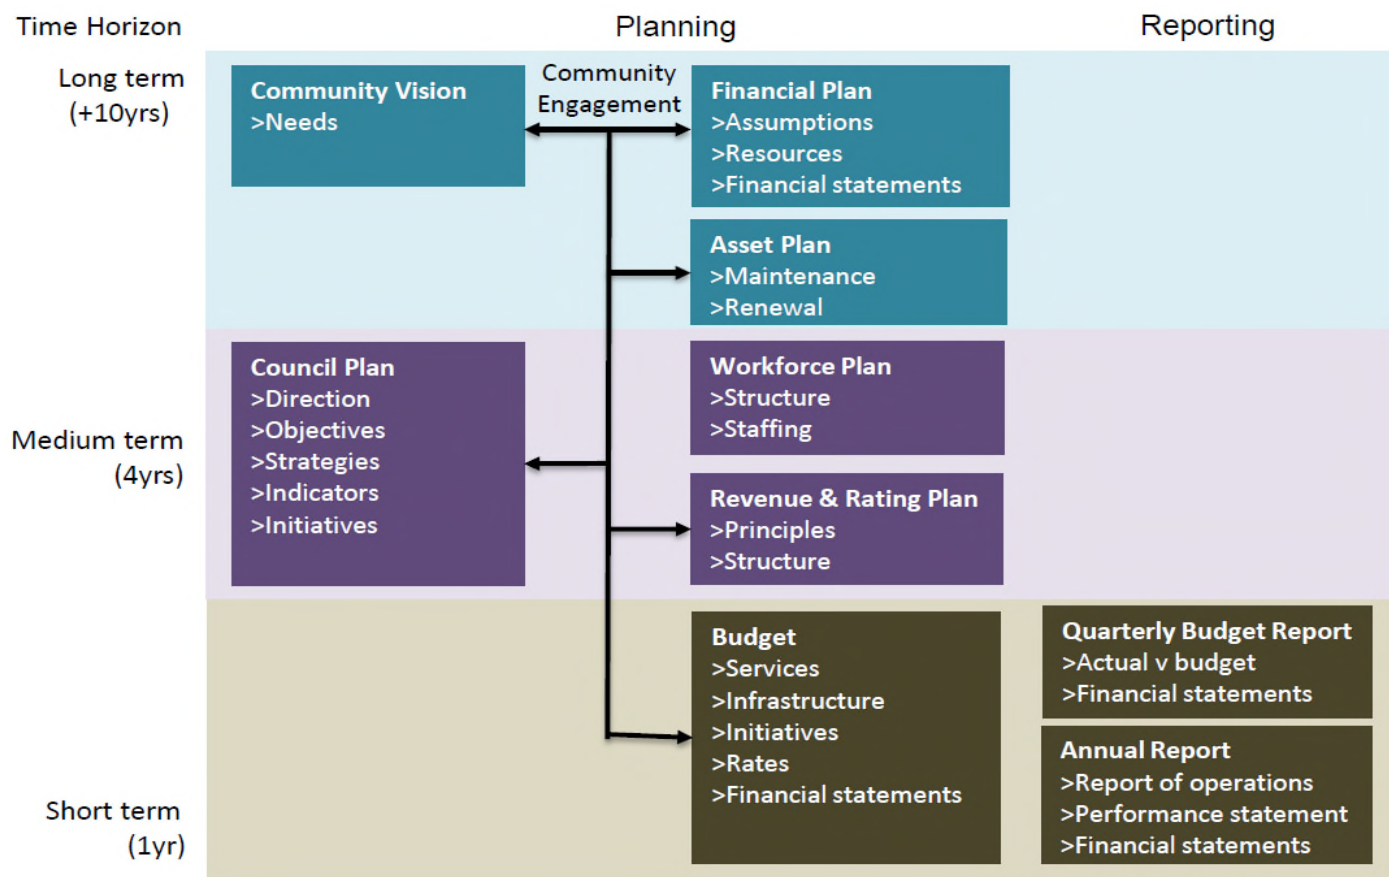 Time Horizon
Planning
Reporting
Long term
(+10yrs)
Community Vision
>Needs
Community
Engagement
Financial Plan
>Assumptions
>Resources
>Financial statements
Asset Plan
>Maintenance
>Renewal
Medium term
(4yrs)
Council Plan
>Direction
>Objectives
>Strategies
>Indicators
>Initiatives
Workforce Plan
>Structure
>Staffing
Revenue & Rating Plan
>Principles
>Structure
Short term
(1yr)
Budget
>Services
>Infrastructure
>Initiatives
>Rates
>Financial statements
Quarterly Budget Report
>Actual v budget
>Financial statements
Annual Report
>Report of operations
>Performance statement
>Financial statements